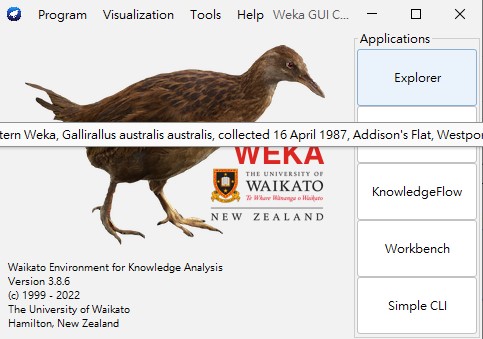 Program Visualization Tools Help Weka GUI C...
Applications
Explorer
tern Weka, Gallirallus australis australis, collected 16 April 1987, Addison's Flat, Westpo
WEKA
THE UNIVERSITY OF
WAIKATO
Te Whare Wānanga o Waikato
NEW ZEALAND
KnowledgeFlow
Workbench
Simple CLI
Waikato Environment for Knowledge Analysis
Version 3.8.6
(c) 1999 - 2022
The University of Waikato
Hamilton, New Zealand